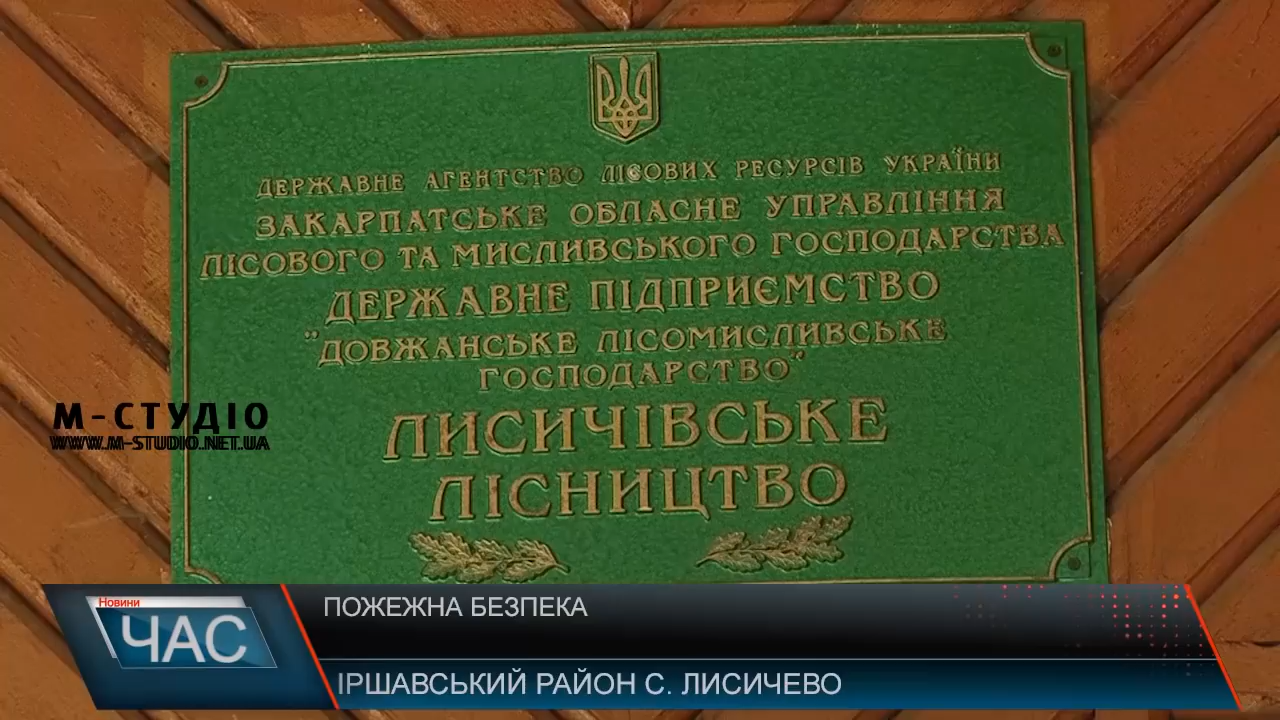 ДЕРЖАВНЕ АГЕНТСТВО ЛІСОВИХ РЕСУРСІВ УКРАЇНИ
ЗАКАРПАТСЬКЕ ОБЛАСНЕ УПРАВЛІННЯ
ЛІСОВОГО ТА МИСЛИВСЬКОГО ГОСПОДАРСТВА
ДЕРЖАВНЕ ПІДПРИЄМСТВО
"ДОВЖАНСЬКЕ ЛІСОМИСЛИВСЬКЕ
ГОСПОДАРСТВО"
ЛИСИЧІВСЬКЕ
ЛІСНИЦТВО
М-СТУДІО
WWW.M-STUDIO.NET.UA
Новини
ЧАС
ПОЖЕЖНА БЕЗПЕКА
ІРШАВСЬКИЙ РАЙОН С. ЛИСИЧЕВО